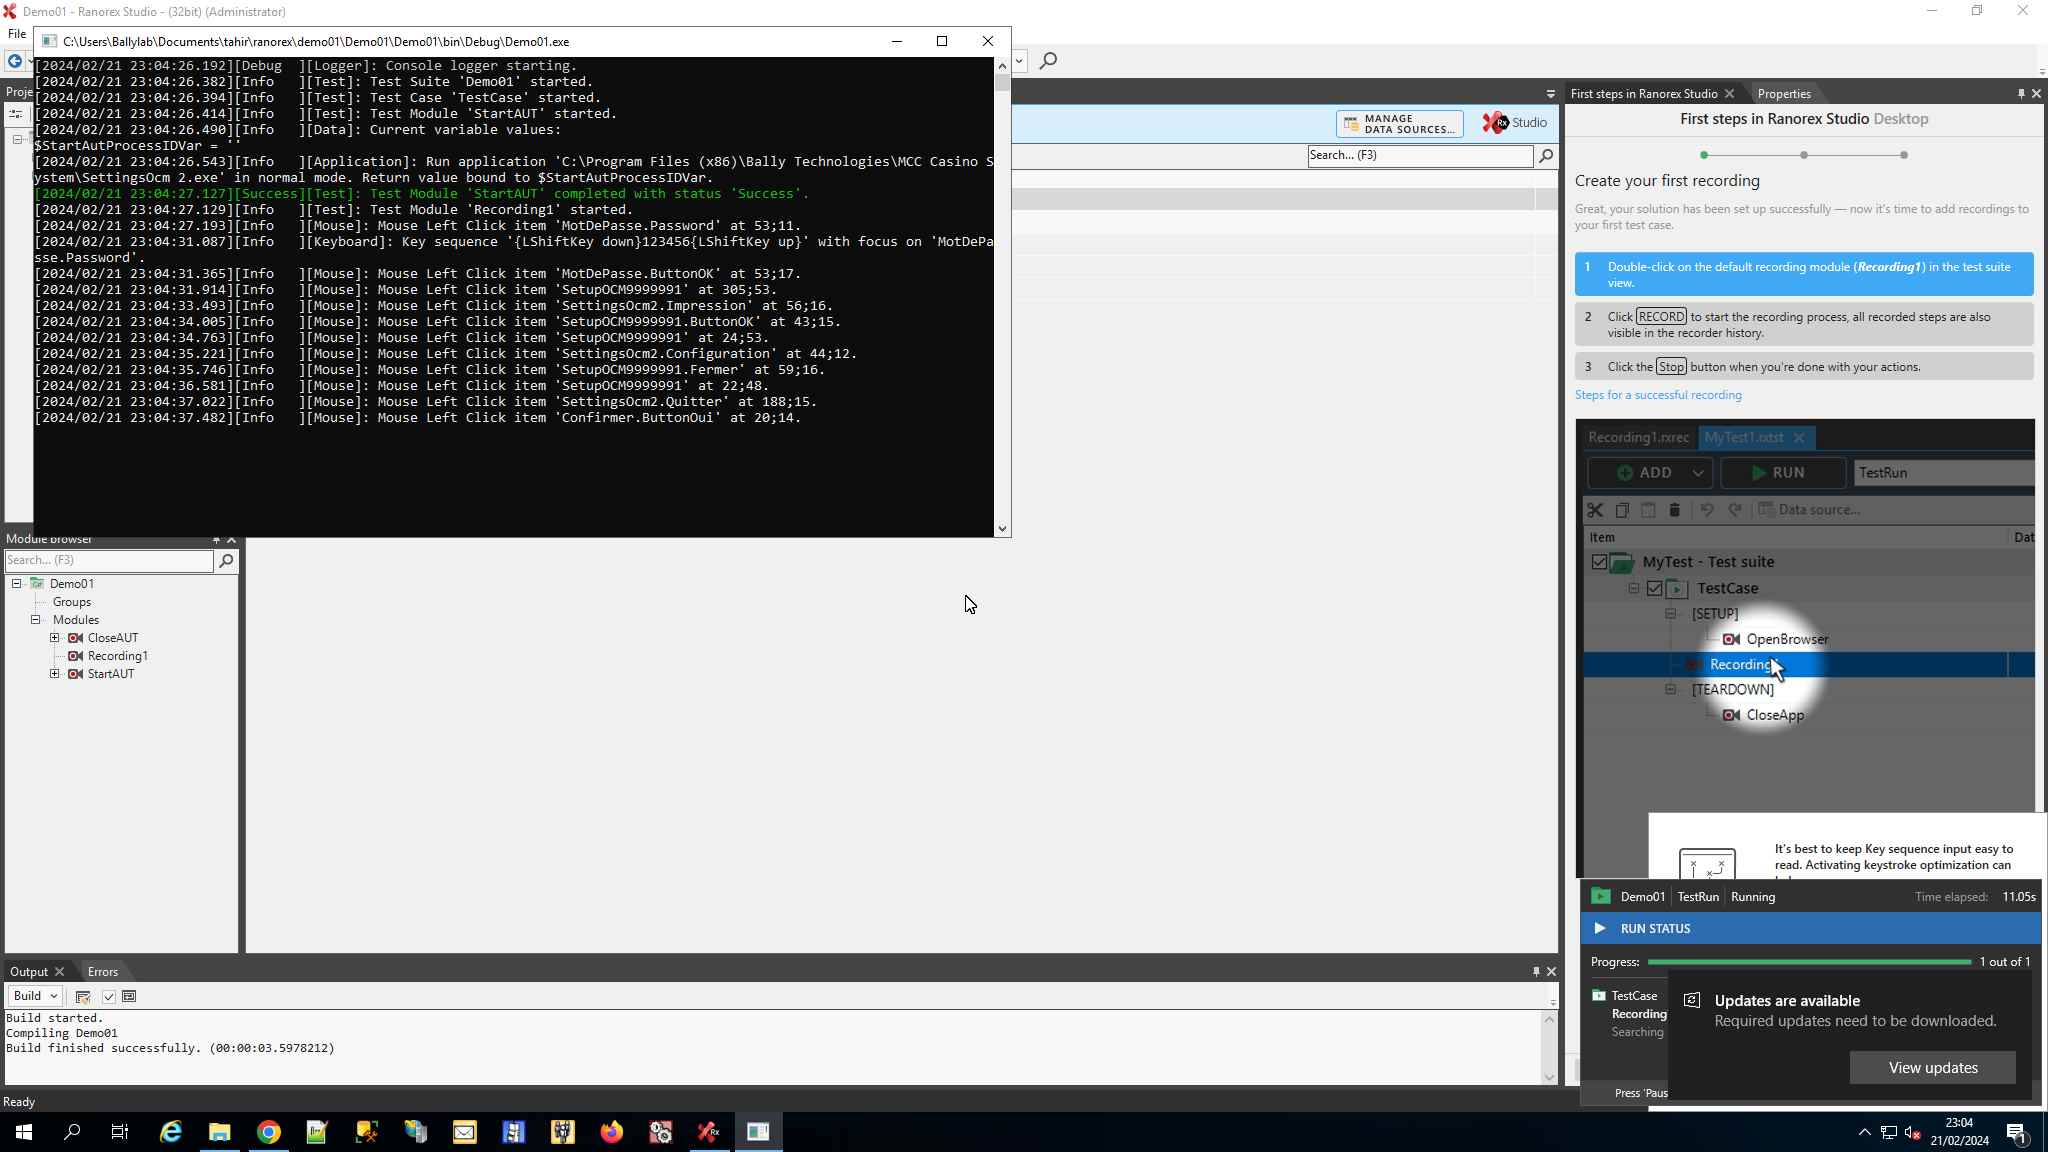 Demo01 - Ranorex Studio - (32bit) (Administrator)
File
C:\Users\Ballylab\Documents\tahir\ranorex\demo01\Demo01\Demo01\bin\Debug\Demo01.exe
[2024/02/21 23:04:26.192][Debug  ][Logger]: Console logger starting.
[2024/02/21 23:04:26.382][Info   ][Test]: Test Suite 'Demo01' started.
[2024/02/21 23:04:26.394][Info   ][Test]: Test Case 'TestCase' started.
[2024/02/21 23:04:26.414][Info   ][Test]: Test Module 'StartAUT' started.
[2024/02/21 23:04:26.490][Info   ][Data]: Current variable values:
$StartAutProcessIDVar = ''
[2024/02/21 23:04:26.543][Info   ][Application]: Run application 'C:\Program Files (x86)\Bally Technologies\MCC Casino S
ystem\SettingsOcm 2.exe' in normal mode. Return value bound to $StartAutProcessIDVar.
[2024/02/21 23:04:27.127][Success][Test]: Test Module 'StartAUT' completed with status 'Success'.
[2024/02/21 23:04:27.129][Info   ][Test]: Test Module 'Recording1' started.
[2024/02/21 23:04:27.193][Info   ][Mouse]: Mouse Left Click item 'MotDePasse.Password' at 53;11.
[2024/02/21 23:04:31.087][Info   ][Keyboard]: Key sequence '{LShiftKey down}123456{LShiftKey up}' with focus on 'MotDePa
sse.Password'.
[2024/02/21 23:04:31.365][Info   ][Mouse]: Mouse Left Click item 'MotDePasse.ButtonOK' at 53;17.
[2024/02/21 23:04:31.914][Info   ][Mouse]: Mouse Left Click item 'SetupOCM9999991' at 305;53.
[2024/02/21 23:04:33.493][Info   ][Mouse]: Mouse Left Click item 'SettingsOcm2.Impression' at 56;16.
[2024/02/21 23:04:34.005][Info   ][Mouse]: Mouse Left Click item 'SetupOCM9999991.ButtonOK' at 43;15.
[2024/02/21 23:04:34.763][Info   ][Mouse]: Mouse Left Click item 'SetupOCM9999991' at 24;53.
[2024/02/21 23:04:35.221][Info   ][Mouse]: Mouse Left Click item 'SettingsOcm2.Configuration' at 44;12.
[2024/02/21 23:04:35.746][Info   ][Mouse]: Mouse Left Click item 'SetupOCM9999991.Fermer' at 59;16.
[2024/02/21 23:04:36.581][Info   ][Mouse]: Mouse Left Click item 'SetupOCM9999991' at 22;48.
[2024/02/21 23:04:37.022][Info   ][Mouse]: Mouse Left Click item 'SettingsOcm2.Quitter' at 188;15.
[2024/02/21 23:04:37.482][Info   ][Mouse]: Mouse Left Click item 'Confirmer.ButtonOui' at 20;14.
Proje
MANAGE
DATA SOURCES...
Studio
Search... (F3)
Module browser
Search... (F3)
Demo01
Groups
Modules
CloseAUT
Recording1
StartAUT
First steps in Ranorex Studio
Properties
First steps in Ranorex Studio Desktop
Create your first recording
Great, your solution has been set up successfully — now it's time to add recordings to
your first test case.
1 Double-click on the default recording module (Recording1) in the test suite
view.
2 Click RECORD to start the recording process, all recorded steps are also
visible in the recorder history.
3 Click the Stop button when you're done with your actions.
Steps for a successful recording
Recording1.rxrec
MyTest1.rxtst
ADD
RUN
TestRun
Data source...
Item
Dat
MyTest - Test suite
TestCase
[SETUP]
OpenBrowser
Recording
[TEARDOWN]
CloseApp
It's best to keep Key sequence input easy to
read. Activating keystroke optimization can
Demo01 TestRun Running Time elapsed: 11.05s
RUN STATUS
Progress: 1 out of 1
TestCase
Recording
Searching
Press 'Paus
Updates are available
Required updates need to be downloaded.
View updates
Output
Errors
Build
Build started.
Compiling Demo01
Build finished successfully. (00:00:03.5978212)
Ready
23:04
21/02/2024
1